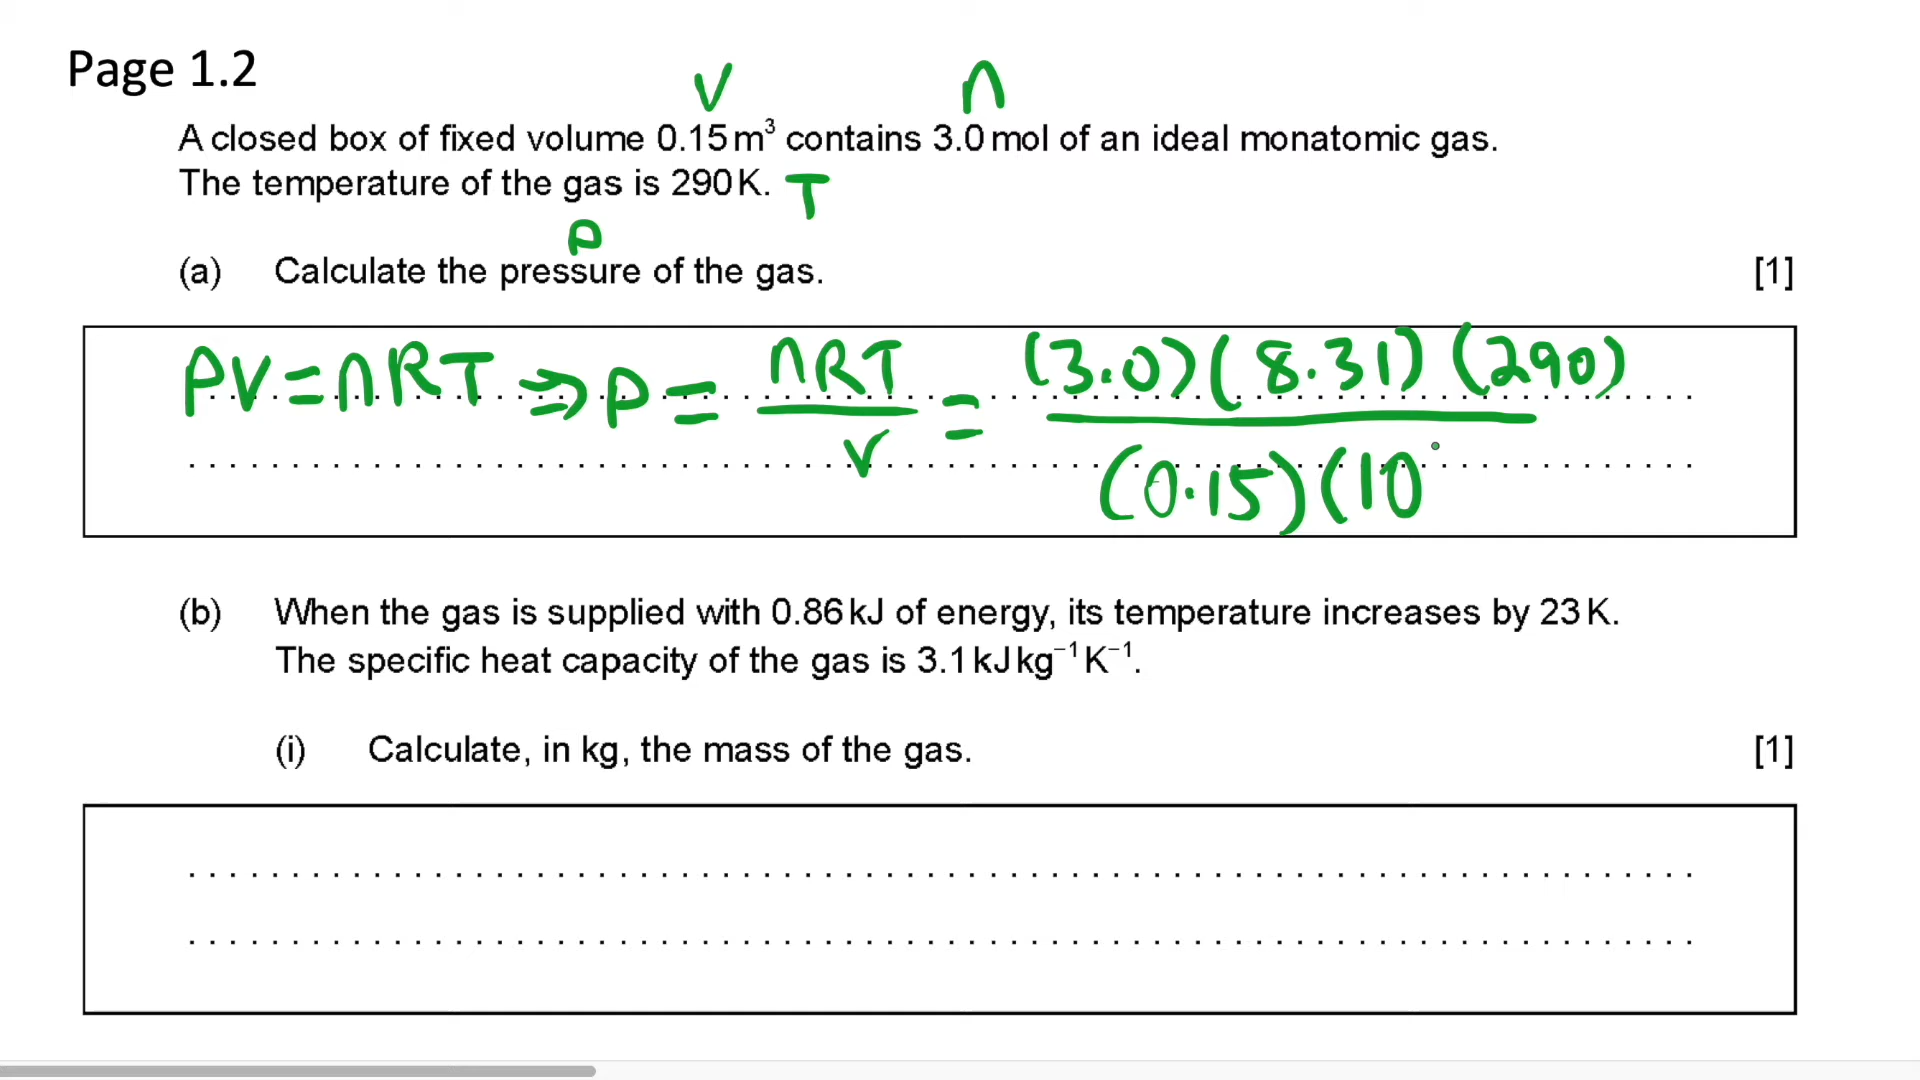 Page 1.2
V n
A closed box of fixed volume 0.15 m³ contains 3.0 mol of an ideal monatomic gas.
The temperature of the gas is 290 K. T
P
(a) Calculate the pressure of the gas. [1]
PV = nRT ⇒ P = nRT / V = (3.0)(8.31)(290) / (0.15)(10
(b) When the gas is supplied with 0.86 kJ of energy, its temperature increases by 23 K.
The specific heat capacity of the gas is 3.1 kJ kg⁻¹ K⁻¹.
(i) Calculate, in kg, the mass of the gas. [1]